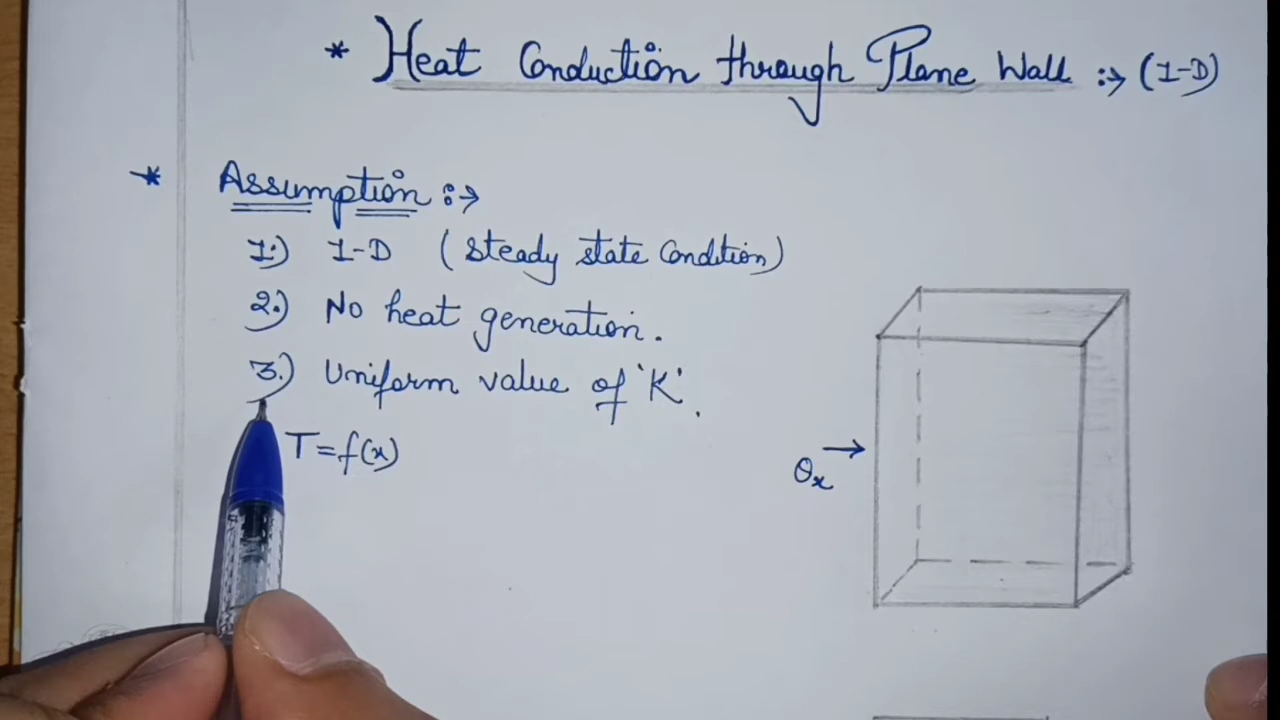 * Heat Conduction through Plane Wall :→ (1-D)
* Assumption :→
1.) 1-D (Steady state Condition)
2.) No heat generation.
3.) Uniform value of 'K'.
T=f(x)
Qx →